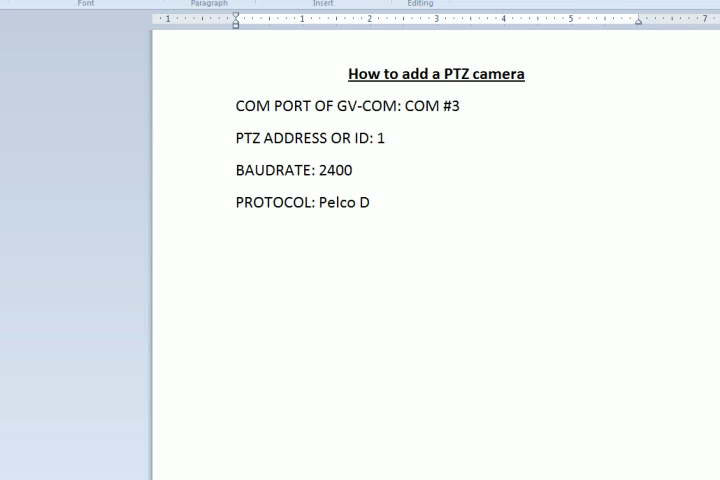 Font Paragraph Insert Editing
1 1 2 3 4 5 7
How to add a PTZ camera
COM PORT OF GV-COM: COM #3
PTZ ADDRESS OR ID: 1
BAUDRATE: 2400
PROTOCOL: Pelco D